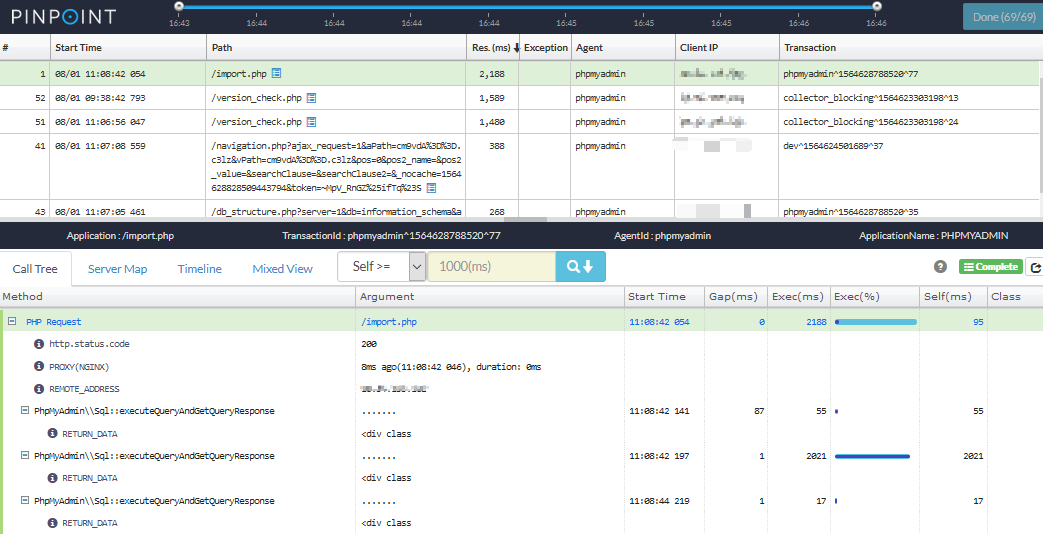 PINPOINT
16:43 16:44 16:44 16:44 16:45 16:45 16:45 16:46 16:46
Done (69/69)
# Start Time Path Res. (ms) Exception Agent Client IP Transaction
1 08/01 11:08:42 054 /import.php 2,188 phpmyadmin phpmyadmin^1564628788520^77
52 08/01 09:38:42 793 /version_check.php 1,589 phpmyadmin collector_blocking^1564623303198^13
51 08/01 11:06:56 047 /version_check.php 1,480 phpmyadmin collector_blocking^1564623303198^24
41 08/01 11:07:08 559 /navigation.php?ajax_request=1&aPath=cm9vdA%3D%3D. 388 phpmyadmin dev^1564624501689^37
c3lz&vPath=cm9vdA%3D%3D.c3lz&pos=0&pos2_name=&pos2
_value=&searchClause=&searchClause2=&_nocache=1564
628828509443794&token=~MpV_RnGZ%25ifTq%23S
43 08/01 11:07:05 461 /db_structure.php?server=1&db=information_schema&a 268 phpmyadmin phpmyadmin^1564628788520^35
Application : /import.php TransactionId : phpmyadmin^1564628788520^77 AgentId : phpmyadmin ApplicationName : PHPMYADMIN
Call Tree Server Map Timeline Mixed View Self >= 1000(ms) ? Complete
Method Argument Start Time Gap(ms) Exec(ms) Exec(%) Self(ms) Class
PHP Request /import.php 11:08:42 054 0 2188 95
http.status.code 200
PROXY(NGINX) 8ms ago(11:08:42 046), duration: 0ms
REMOTE_ADDRESS
PhpMyAdmin\\Sql::executeQueryAndGetQueryResponse ....... 11:08:42 141 87 55 55
RETURN_DATA <div class
PhpMyAdmin\\Sql::executeQueryAndGetQueryResponse ....... 11:08:42 197 1 2021 2021
RETURN_DATA <div class
PhpMyAdmin\\Sql::executeQueryAndGetQueryResponse ....... 11:08:44 219 1 17 17
RETURN_DATA <div class